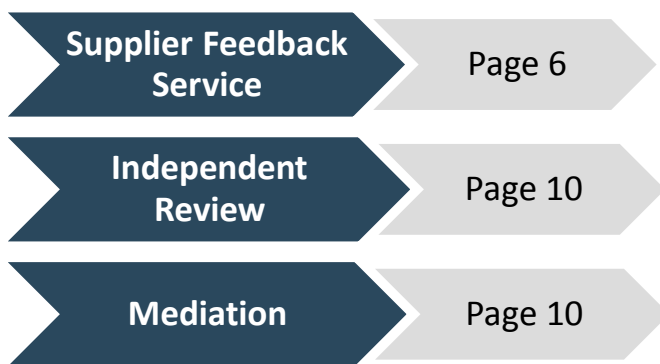 Supplier Feedback
Service
Page 6
Independent
Review
Page 10
Mediation
Page 10